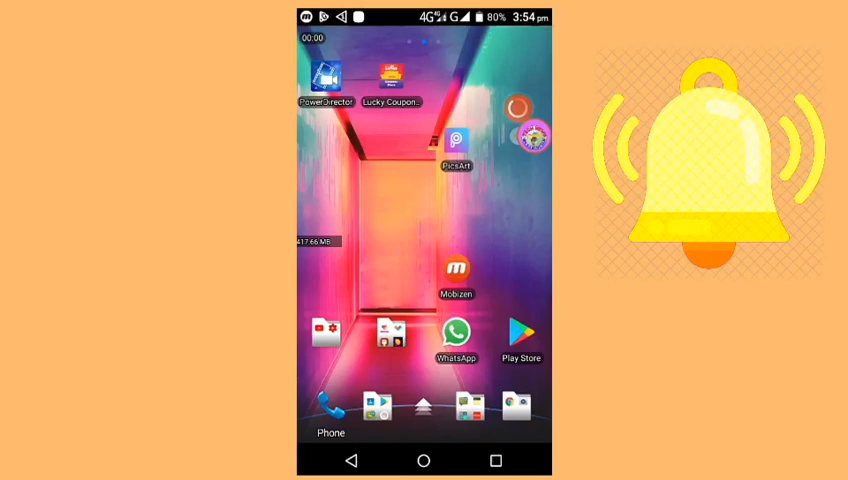 4G 4G G 80% 3:54 pm
00:00
PowerDirector
Lucky Coupon..
PicsArt
417.66 MB
Mobizen
WhatsApp
Play Store
Phone